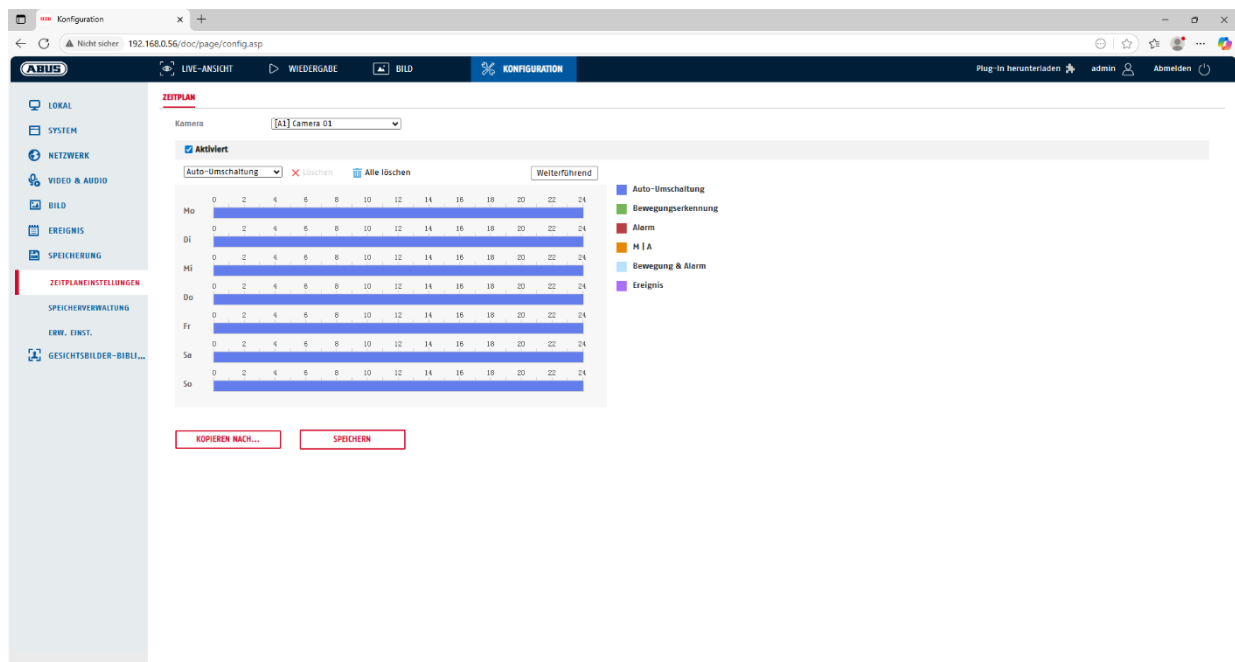 Konfiguration
Nicht sicher 192.168.0.56/doc/page/config.asp
ABUS LIVE-ANSICHT WIEDERGABE BILD KONFIGURATION Plug-in herunterladen admin Abmelden
LOKAL
SYSTEM
NETZWERK
VIDEO & AUDIO
BILD
EREIGNIS
SPEICHERUNG
ZEITPLANEINSTELLUNGEN
SPEICHERVERWALTUNG
ERW. EINST.
GESICHTSBILDER-BIBLI...
ZEITPLAN
Kamera [A1] Camera 01
Aktiviert
Auto-Umschaltung Löschen Alle löschen Weiterführend
0 2 4 6 8 10 12 14 16 18 20 22 24
Mo
0 2 4 6 8 10 12 14 16 18 20 22 24
Di
0 2 4 6 8 10 12 14 16 18 20 22 24
Mi
0 2 4 6 8 10 12 14 16 18 20 22 24
Do
0 2 4 6 8 10 12 14 16 18 20 22 24
Fr
0 2 4 6 8 10 12 14 16 18 20 22 24
Sa
0 2 4 6 8 10 12 14 16 18 20 22 24
So
Auto-Umschaltung
Bewegungserkennung
Alarm
M | A
Bewegung & Alarm
Ereignis
KOPIEREN NACH... SPEICHERN